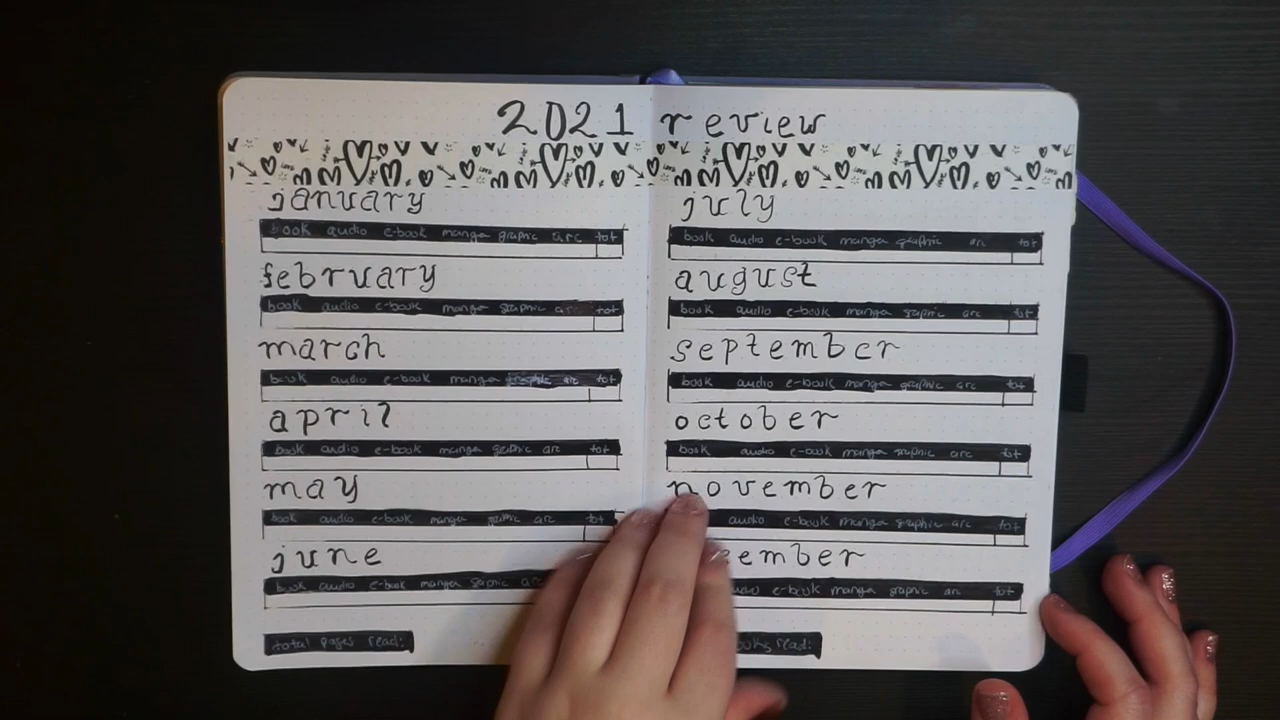 2021 review
january
book audio e-book manga graphic arc tot
february
book audio e-book manga graphic arc tot
march
book audio e-book manga graphic arc tot
april
book audio e-book manga graphic arc tot
may
book audio e-book manga graphic arc tot
june
book audio e-book manga graphic arc
total pages read:
july
book audio e-book manga graphic arc tot
august
book audio e-book manga graphic arc tot
september
book audio e-book manga graphic arc tot
october
book audio e-book manga graphic arc tot
november
audio e-book manga graphic arc tot
ember
e-book manga graphic arc tot
read: